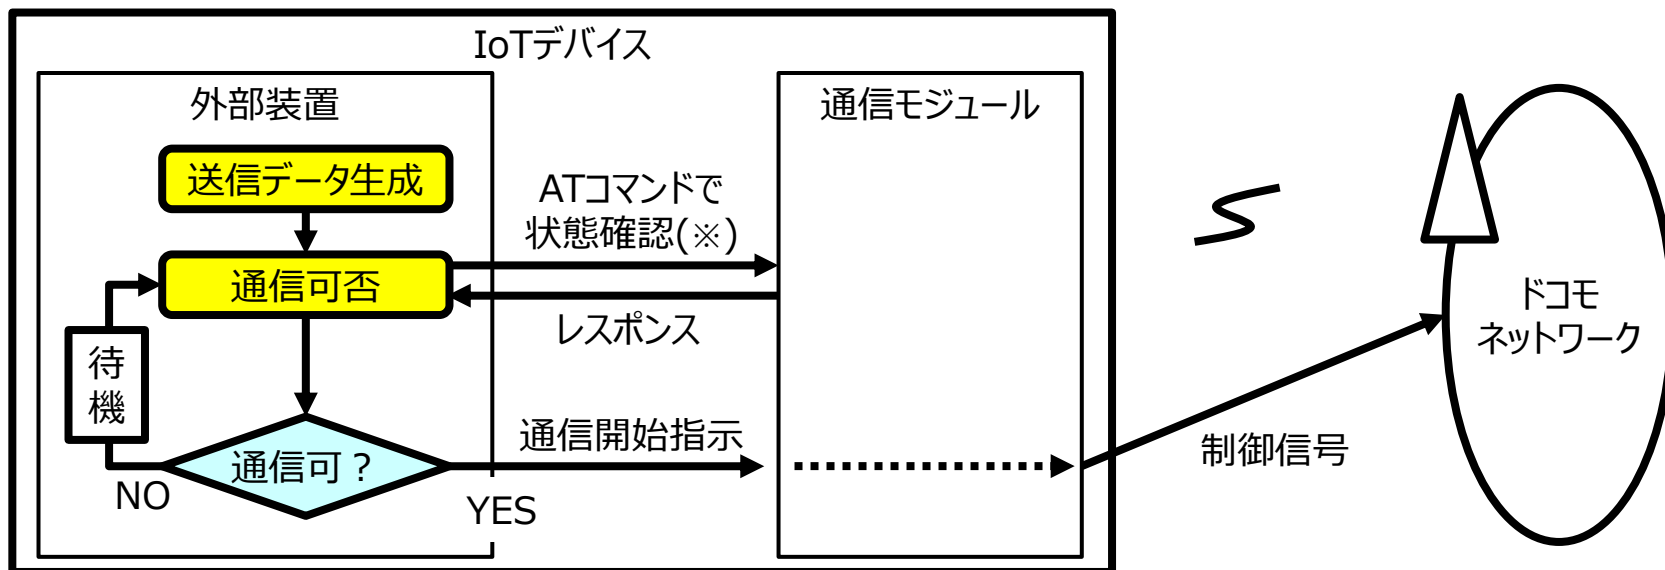 IoTデバイス
外部装置
通信モジュール
送信データ生成
ATコマンドで
状態確認(※)
通信可否
レスポンス
待
機
通信可？
NO
YES
通信開始指示
制御信号
ドコモ
ネットワーク